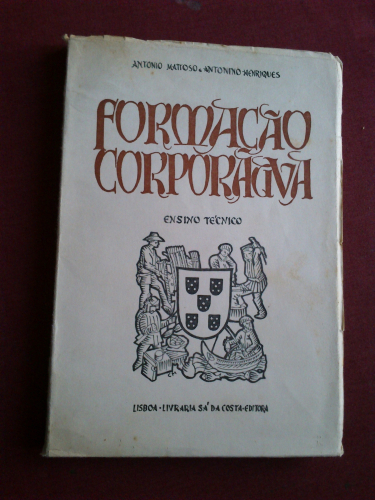 ANTONIO MATTOSO e ANTONINO HENRIQUES
FORMAÇÃO
CORPORATIVA
ENSINO TÉCNICO
LISBOA - LIVRARIA SÁ DA COSTA - EDITORA